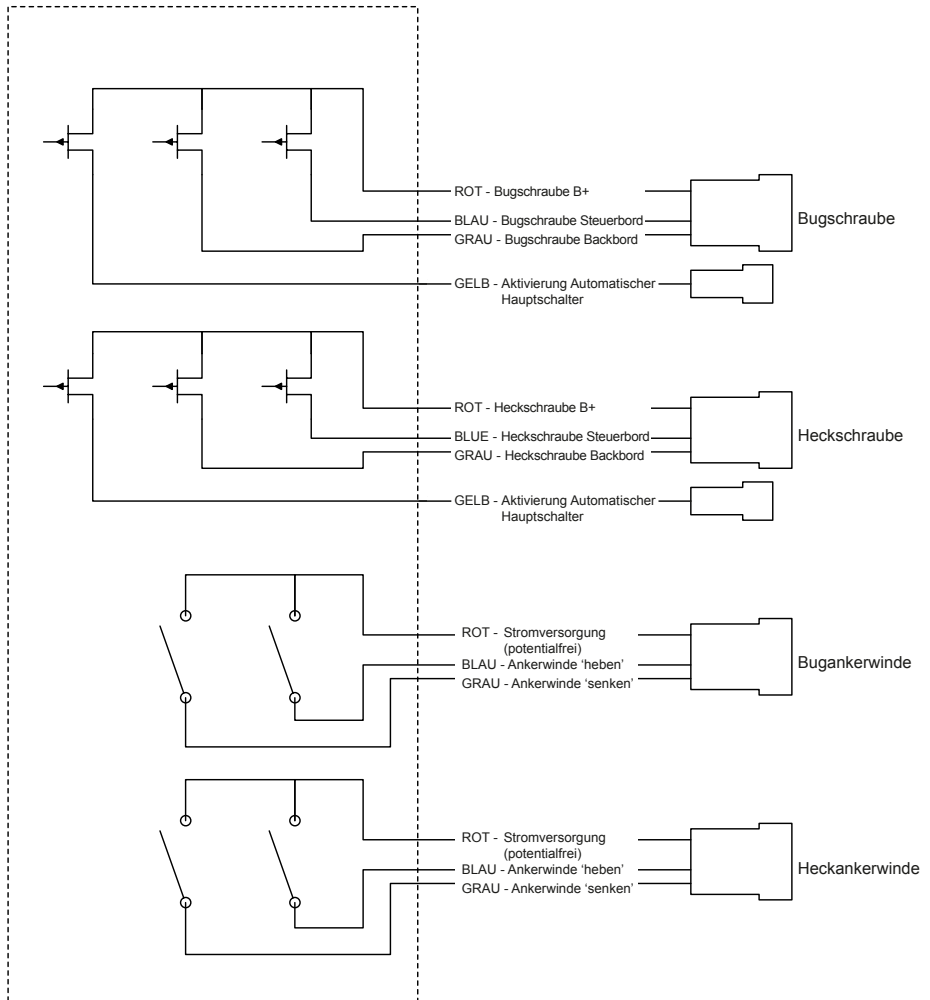 ROT - Bugschraube B+
BLAU - Bugschraube Steuerbord
GRAU - Bugschraube Backbord
Bugschraube
GELB - Aktivierung Automatischer
Hauptschalter
ROT - Heckschraube B+
BLUE - Heckschraube Steuerbord
GRAU - Heckschraube Backbord
Heckschraube
GELB - Aktivierung Automatischer
Hauptschalter
ROT - Stromversorgung
(potentialfrei)
BLAU - Ankerwinde ‘heben’
GRAU - Ankerwinde ‘senken’
Bugankerwinde
ROT - Stromversorgung
(potentialfrei)
BLAU - Ankerwinde ‘heben’
GRAU - Ankerwinde ‘senken’
Heckankerwinde